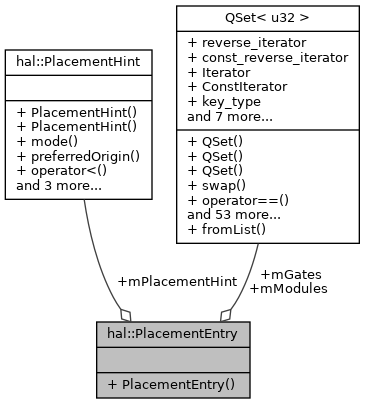 hal::PlacementHint
+ PlacementHint()
+ PlacementHint()
+ mode()
+ preferredOrigin()
+ operator<()
and 3 more...
QSet< u32 >
+ reverse_iterator
+ const_reverse_iterator
+ Iterator
+ ConstIterator
+ key_type
and 7 more...
+ QSet()
+ QSet()
+ QSet()
+ swap()
+ operator==()
and 53 more...
+ fromList()
+mPlacementHint
+mGates
+mModules
hal::PlacementEntry
+ PlacementEntry()